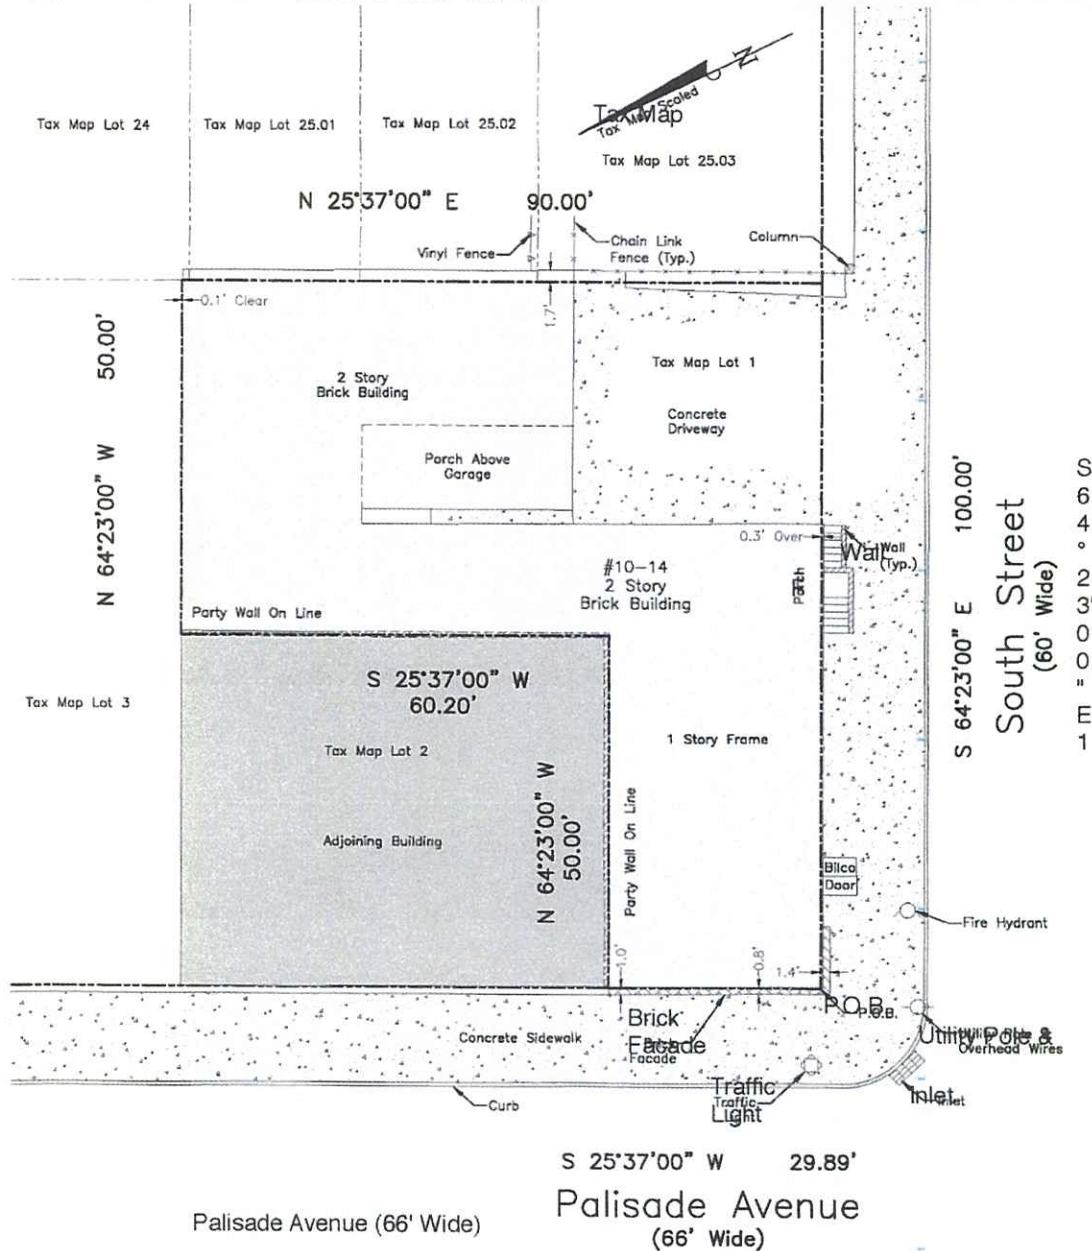 N
Tax Map Scaled
Tax Map
Tax Map Lot 24
Tax Map Lot 25.01
Tax Map Lot 25.02
Tax Map Lot 25.03
N 25°37'00" E 90.00'
Vinyl Fence
Chain Link
Fence (Typ.)
Column
0.1' Clear
1.7'
N 64°23'00" W 50.00'
2 Story
Brick Building
Tax Map Lot 1
Concrete
Driveway
Porch Above
Garage
0.3' Over
Wall
Wall
(Typ.)
#10-14
2 Story
Brick Building
S 64°23'00" E 100.00'
South Street
(60' Wide)
S
6
4
°
2
3
0
0
"
E
1
Party Wall On Line
S 25°37'00" W
60.20'
Tax Map Lot 3
Tax Map Lot 2
1 Story Frame
Adjoining Building
N 64°23'00" W
50.00'
Party Wall On Line
Bilco
Door
Fire Hydrant
1.0'
0.8'
1.4'
P.O.B.
P.O.B.
Brick
Facade
Facade
Concrete Sidewalk
Utility Pole &
Overhead Wires
Traffic
Light
Traffic
Inlet
Inlet
Curb
S 25°37'00" W 29.89'
Palisade Avenue
(66' Wide)
Palisade Avenue (66' Wide)